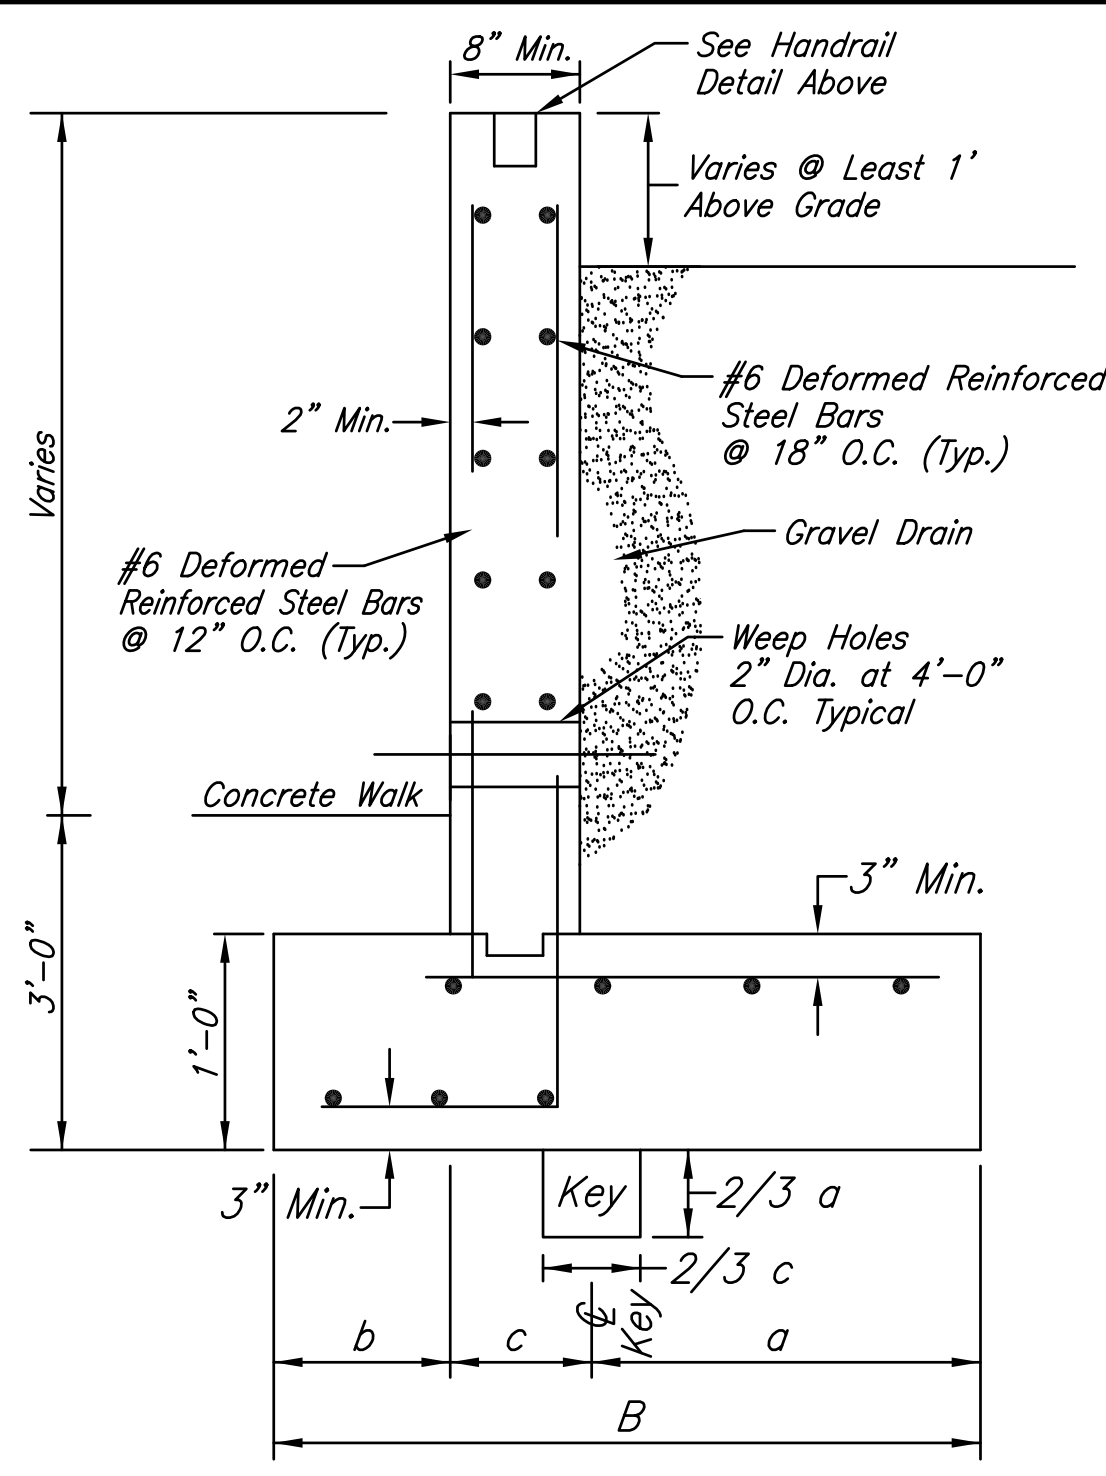 8" Min.
See Handrail
Detail Above
Varies @ Least 1'
Above Grade
#6 Deformed Reinforced
Steel Bars
@ 18" O.C. (Typ.)
2" Min.
Varies
Gravel Drain
#6 Deformed
Reinforced Steel Bars
@ 12" O.C. (Typ.)
Weep Holes
2" Dia. at 4'-0"
O.C. Typical
Concrete Walk
3" Min.
3'-0"
1'-0"
3" Min.
Key
2/3 a
2/3 c
℄
Key
b
c
a
B